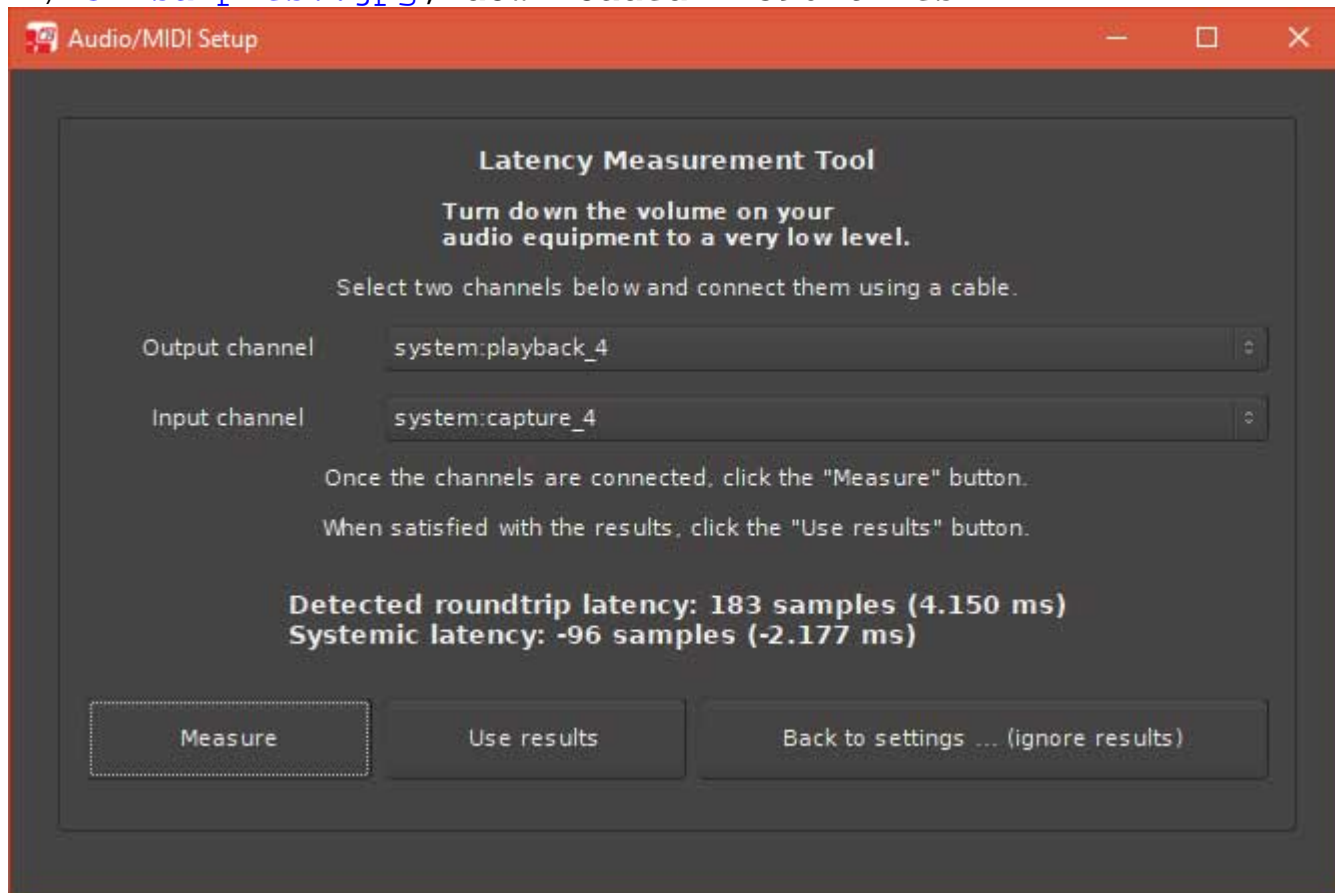 Audio/MIDI Setup
Latency Measurement Tool
Turn down the volume on your
audio equipment to a very low level.
Select two channels below and connect them using a cable.
Output channel system:playback_4
Input channel system:capture_4
Once the channels are connected, click the "Measure" button.
When satisfied with the results, click the "Use results" button.
Detected roundtrip latency: 183 samples (4.150 ms)
Systemic latency: -96 samples (-2.177 ms)
Measure Use results Back to settings ... (ignore results)